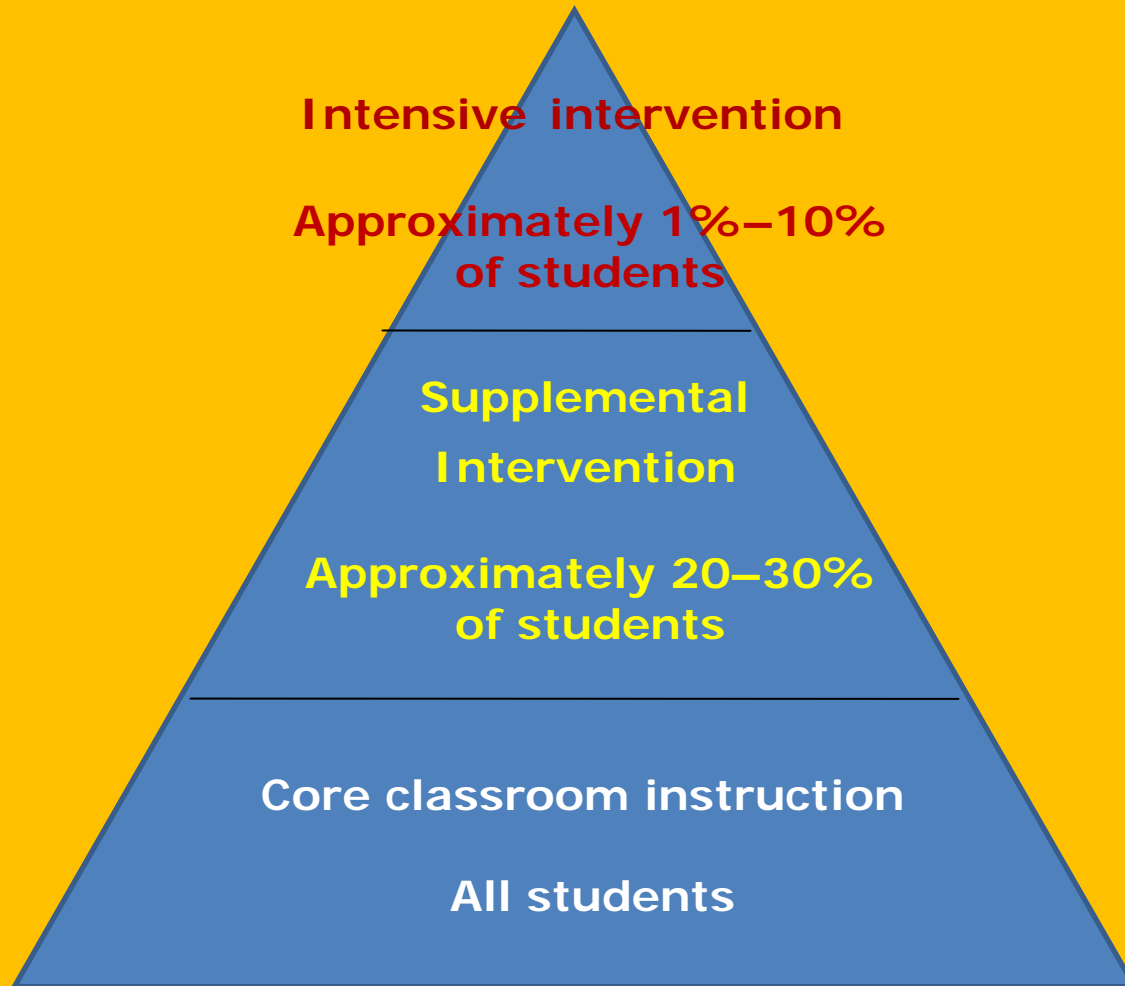 Intensive intervention
Approximately 1%–10%
of students
Supplemental
Intervention
Approximately 20–30%
of students
Core classroom instruction
All students